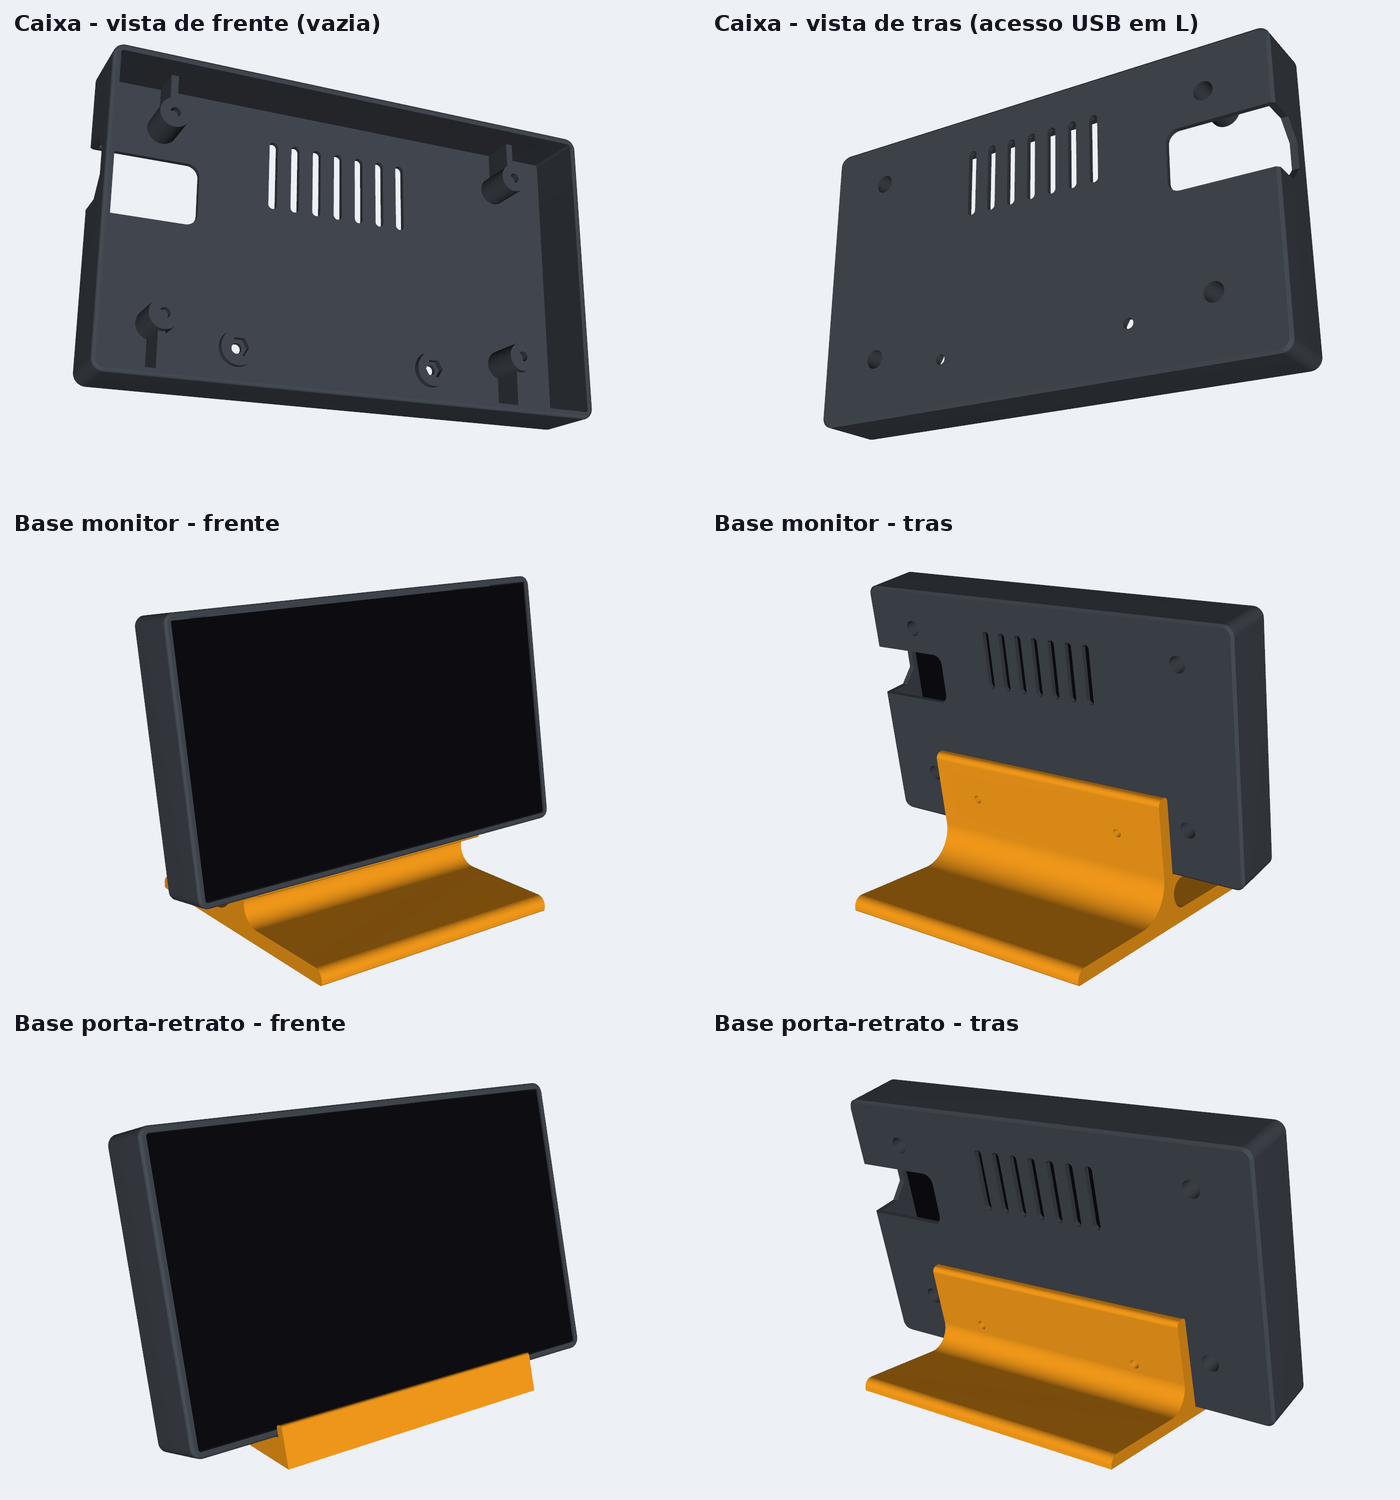 Caixa - vista de frente (vazia)
Caixa - vista de tras (acesso USB em L)
Base monitor - frente
Base monitor - tras
Base porta-retrato - frente
Base porta-retrato - tras